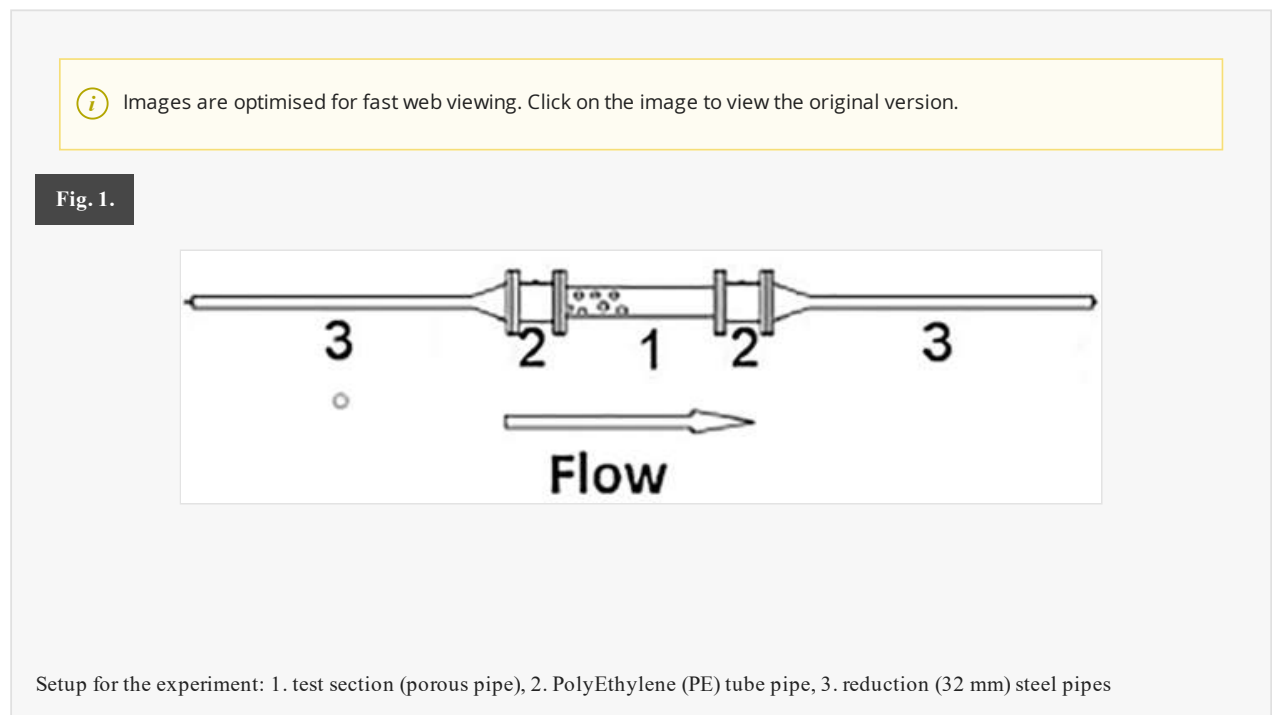 i Images are optimised for fast web viewing. Click on the image to view the original version.
Fig. 1.
3 2 1 2 3
Flow
Setup for the experiment: 1. test section (porous pipe), 2. PolyEthylene (PE) tube pipe, 3. reduction (32 mm) steel pipes